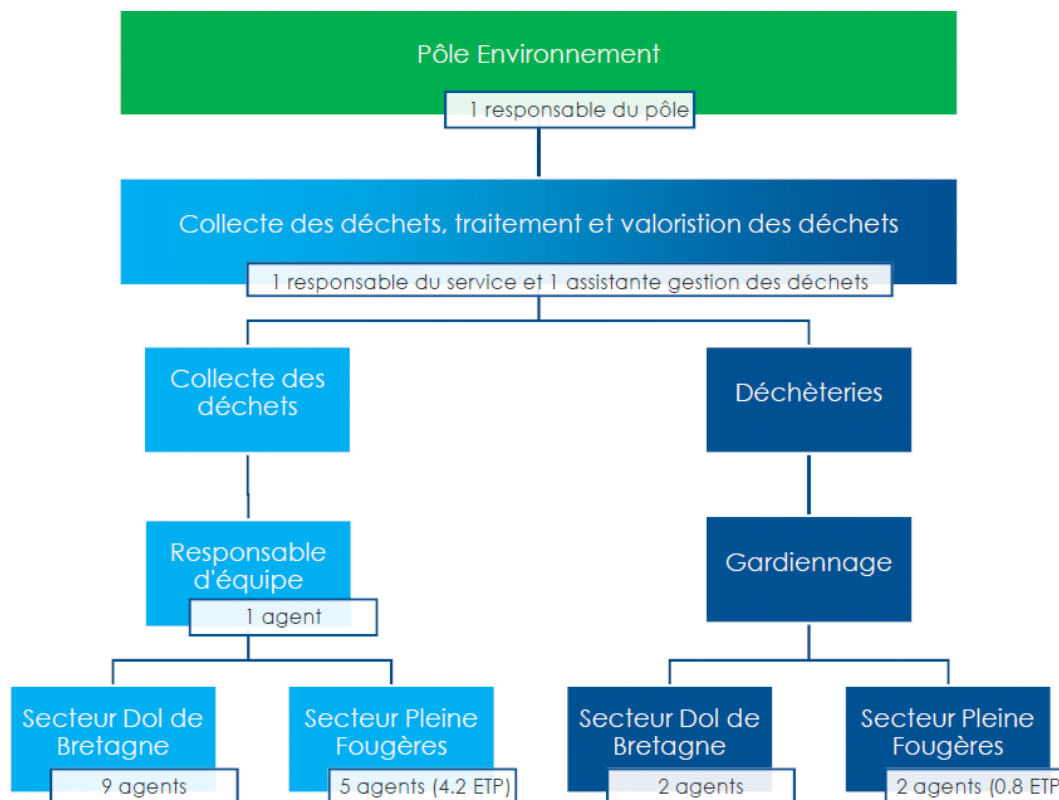 Pôle Environnement
1 responsable du pôle
Collecte des déchets, traitement et valoristion des déchets
1 responsable du service et 1 assistante gestion des déchets
Collecte des
déchets
Déchèteries
Responsable
d'équipe
1 agent
Gardiennage
Secteur Dol de
Bretagne
9 agents
Secteur Pleine
Fougères
5 agents (4.2 ETP)
Secteur Dol de
Bretagne
2 agents
Secteur Pleine
Fougères
2 agents (0.8 ETP